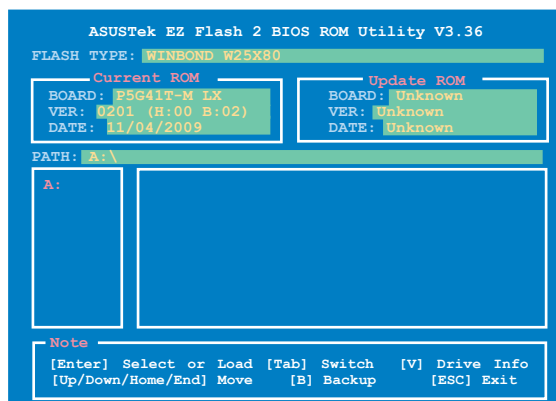 ASUSTek EZ Flash 2 BIOS ROM Utility V3.36
FLASH TYPE: WINBOND W25X80
Current ROM
BOARD: P5G41T-M LX
VER: 0201 (H:00 B:02)
DATE: 11/04/2009
Update ROM
BOARD: Unknown
VER: Unknown
DATE: Unknown
PATH: A:\
A:
Note
[Enter] Select or Load [Tab] Switch [V] Drive Info
[Up/Down/Home/End] Move [B] Backup [ESC] Exit